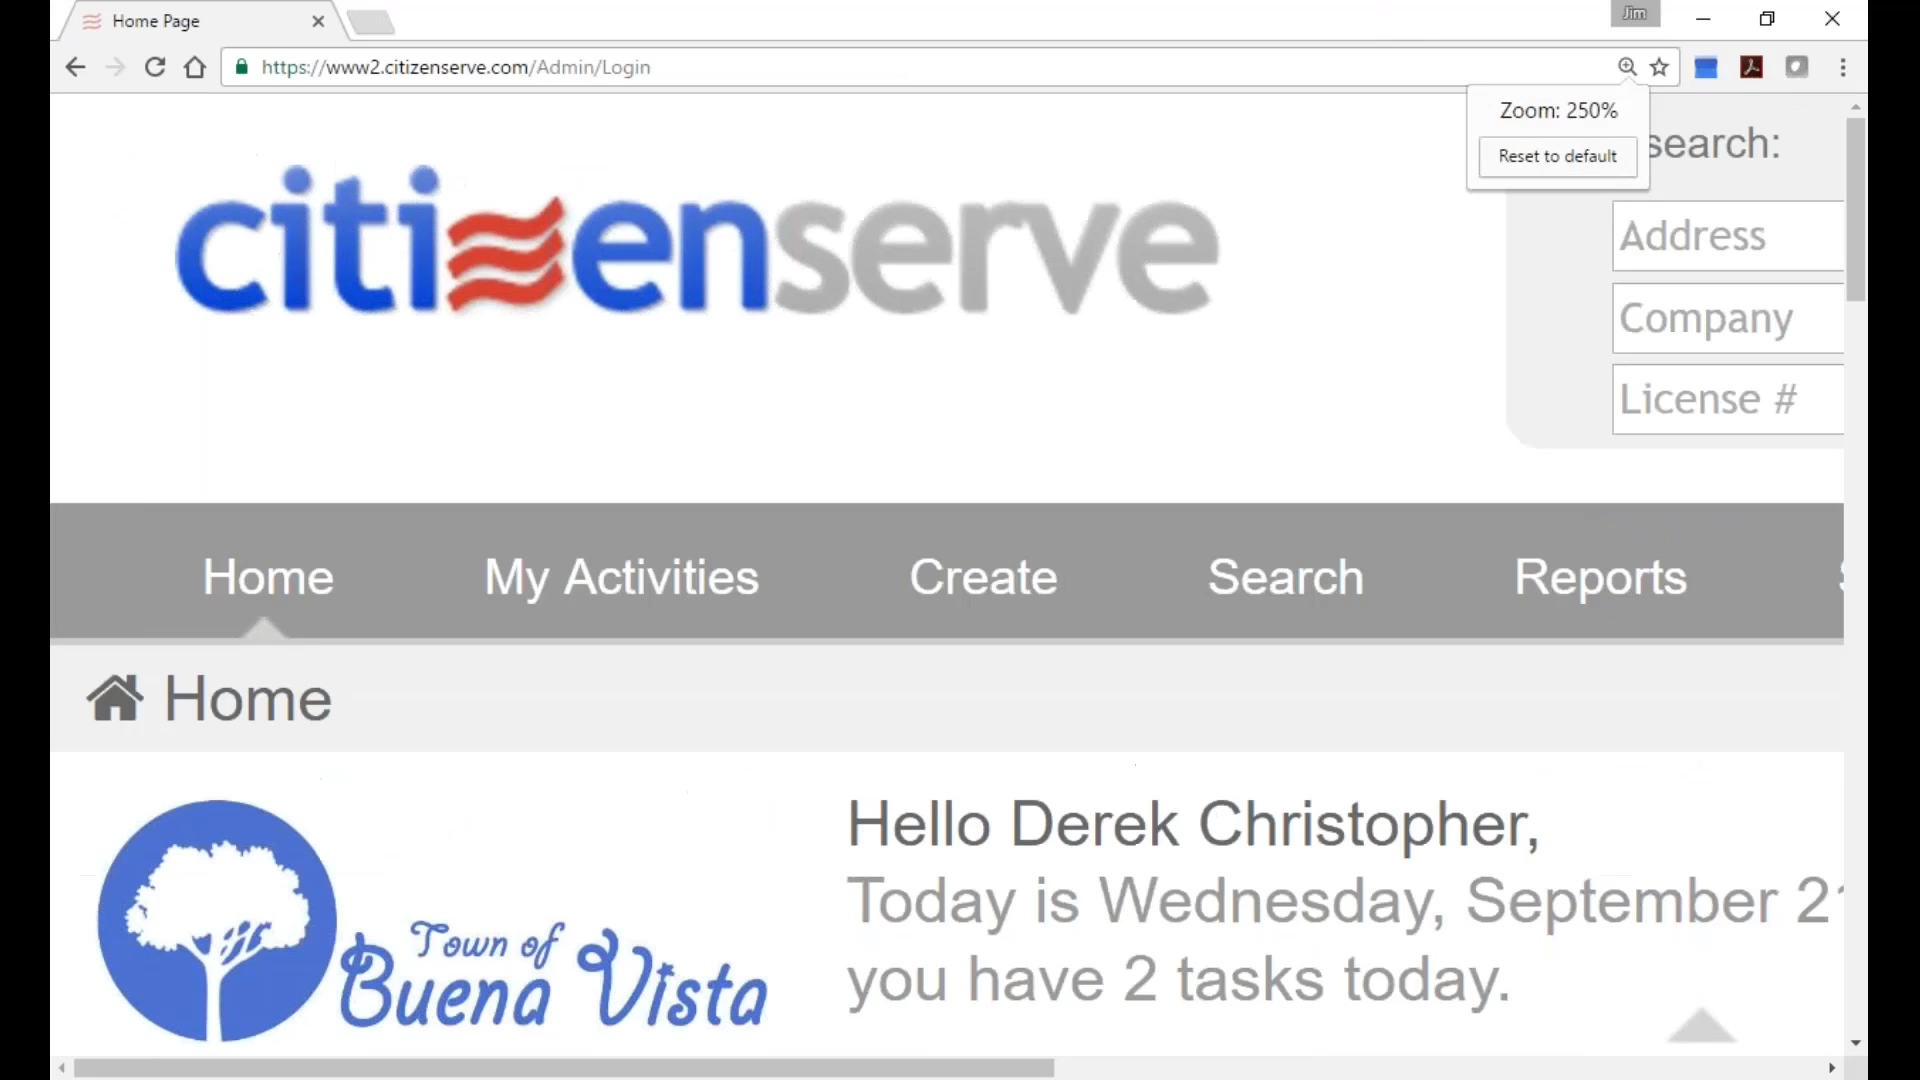 Home Page
Jim
https://www2.citizenserve.com/Admin/Login
Zoom: 250%
Reset to default
search:
citizenserve
Address
Company
License #
Home
My Activities
Create
Search
Reports
Home
Hello Derek Christopher,
Today is Wednesday, September 21
you have 2 tasks today.
Town of
Buena Vista